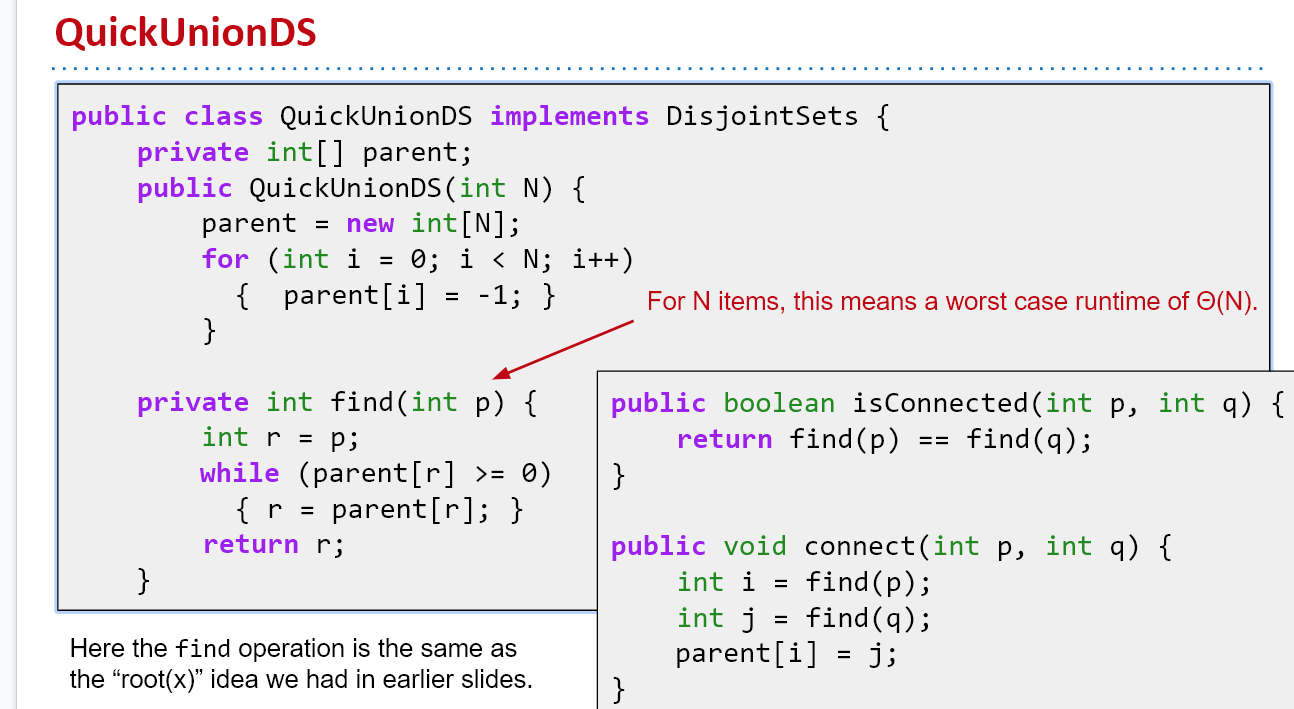 QuickUnionDS
public class QuickUnionDS implements DisjointSets {
private int[] parent;
public QuickUnionDS(int N) {
parent = new int[N];
for (int i = 0; i < N; i++)
{ parent[i] = -1; }
}
For N items, this means a worst case runtime of Θ(N).
private int find(int p) {
int r = p;
while (parent[r] >= 0)
{ r = parent[r]; }
return r;
}
public boolean isConnected(int p, int q) {
return find(p) == find(q);
}
public void connect(int p, int q) {
int i = find(p);
int j = find(q);
parent[i] = j;
}
Here the find operation is the same as
the “root(x)” idea we had in earlier slides.